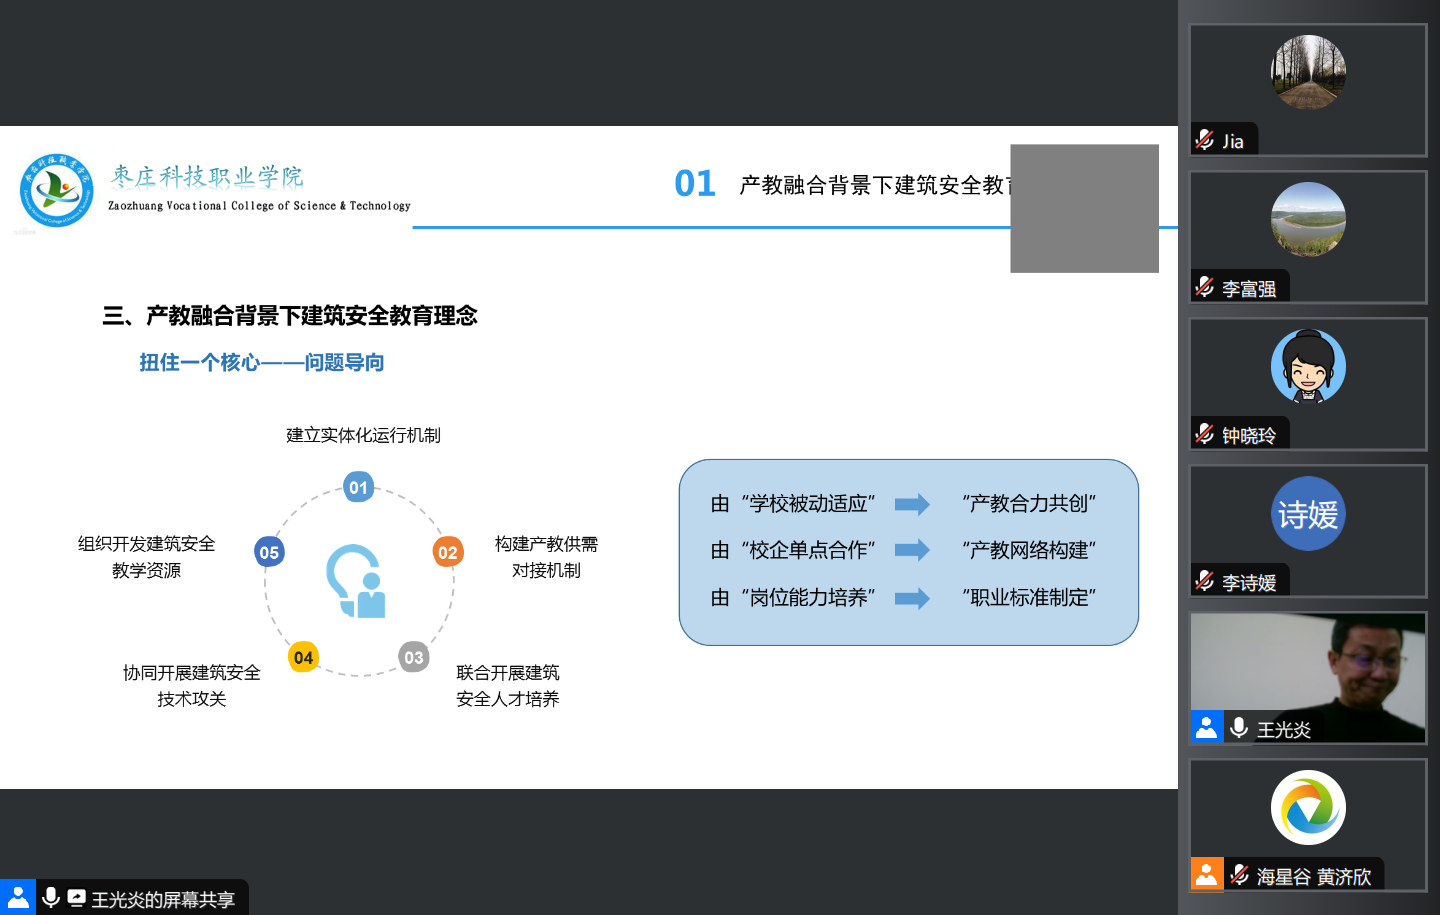 枣庄科技职业学院
Zaozhuang Vocational College of Science & Technology
01 产教融合背景下建筑安全教
三、产教融合背景下建筑安全教育理念
扭住一个核心——问题导向
建立实体化运行机制
01
02
构建产教供需
对接机制
03
联合开展建筑
安全人才培养
04
协同开展建筑安全
技术攻关
05
组织开发建筑安全
教学资源
由“学校被动适应” ”产教合力共创”
由“校企单点合作” ”产教网络构建”
由“岗位能力培养” “职业标准制定”
Jia
李富强
钟晓玲
诗媛
李诗媛
王光炎
海星谷 黄济欣
王光炎的屏幕共享